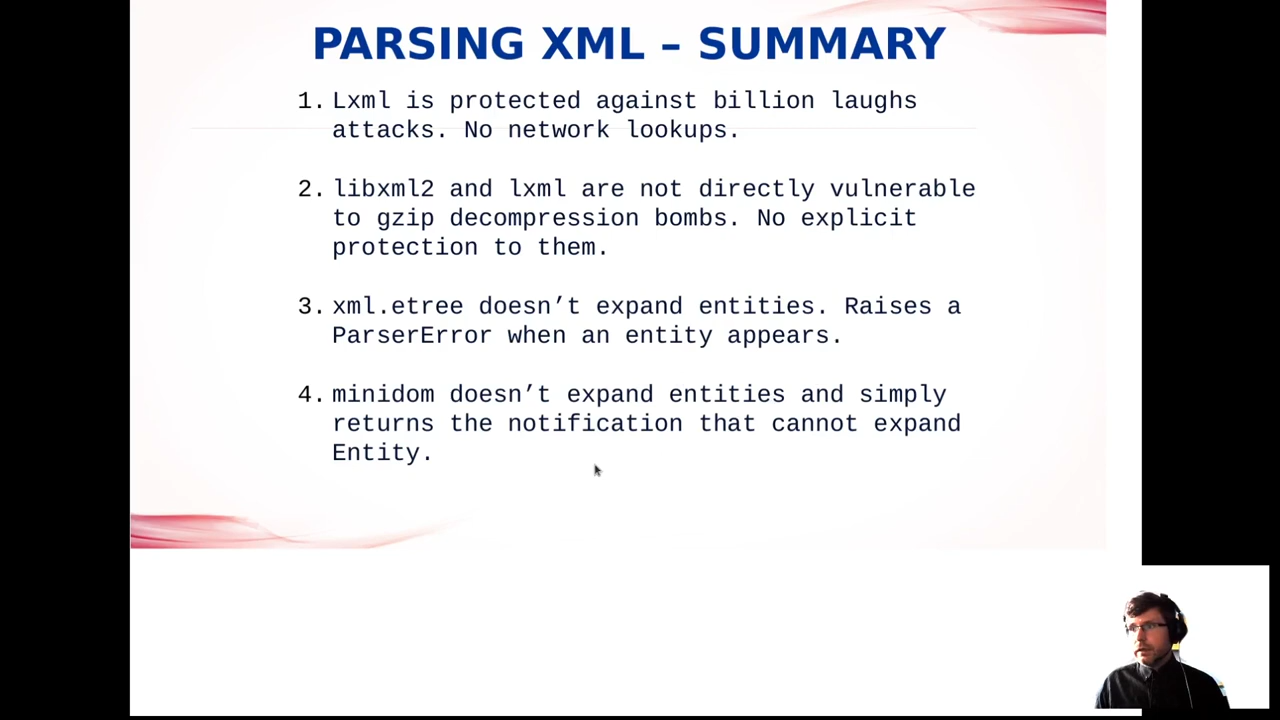 PARSING XML – SUMMARY
1. Lxml is protected against billion laughs
attacks. No network lookups.
2. libxml2 and lxml are not directly vulnerable
to gzip decompression bombs. No explicit
protection to them.
3. xml.etree doesn’t expand entities. Raises a
ParserError when an entity appears.
4. minidom doesn’t expand entities and simply
returns the notification that cannot expand
Entity.